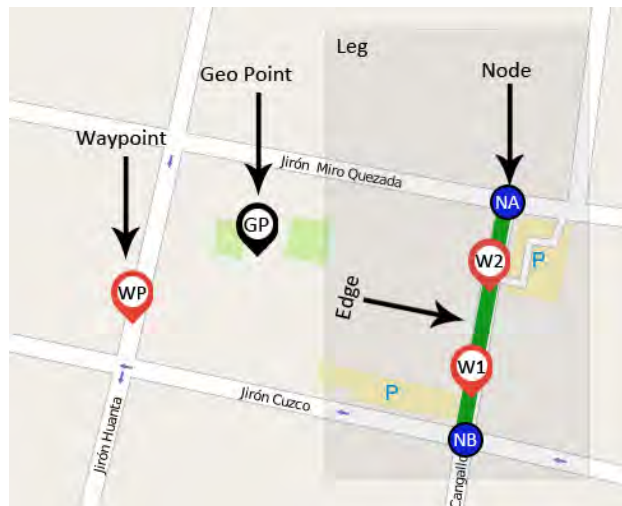 Leg
Geo Point
Node
Waypoint
Jirón Miro Quezada
NA
GP
W2
P
WP
Edge
W1
P
Jirón Cuzco
Jirón Huanta
NB
Cangallo